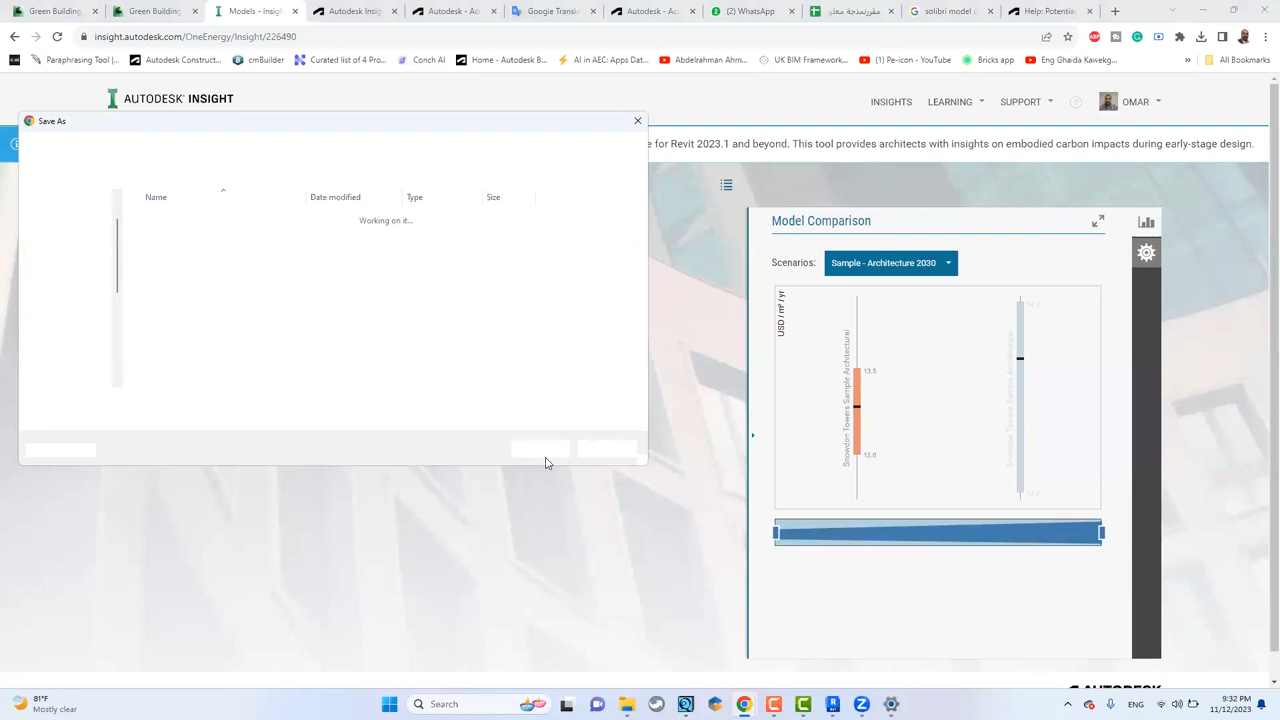 Green Building
Green Building
Models - Insigh
Autodesk Insig
Autodesk - Ac
Google Transl
Autodesk - Ac
(2) WhatsApp
solibri model c
Help: Potentia
insight.autodesk.com/OneEnergy/Insight/226490
Paraphrasing Tool |
Autodesk Construct...
cmBuilder
Curated list of 4 Pro...
Conch AI
Home - Autodesk B...
AI in AEC: Apps Dat...
Abdelrahman Ahm...
UK BIM Framework...
(1) Pe-icon - YouTube
Bricks app
Eng Ghaida Kawekg...
»
All Bookmarks
AUTODESK INSIGHT
INSIGHTS
LEARNING
SUPPORT
OMAR
Save As
e for Revit 2023.1 and beyond. This tool provides architects with insights on embodied carbon impacts during early-stage design.
Name
Date modified
Type
Size
Working on it...
Model Comparison
Scenarios:
Sample - Architecture 2030
USD / m² / yr
Snowdon Towers Sample Architectural
13.5
12.6
Snowdon Towers Sample Architectural
81°F
Mostly clear
Search
ENG
9:32 PM
11/12/2023